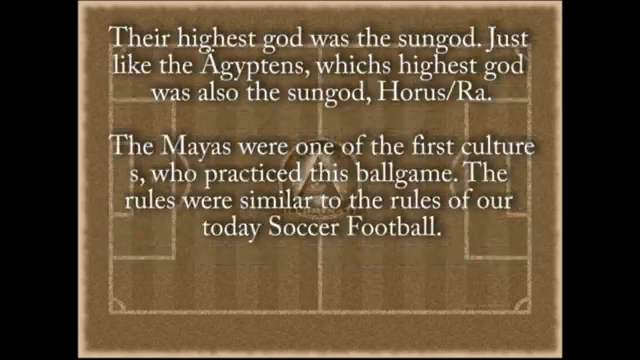 Their highest god was the sungod. Just
like the Ägyptens, whichs highest god
was also the sungod, Horus/Ra.
The Mayas were one of the first culture
s, who practiced this ballgame. The
rules were similar to the rules of our
today Soccer Football.